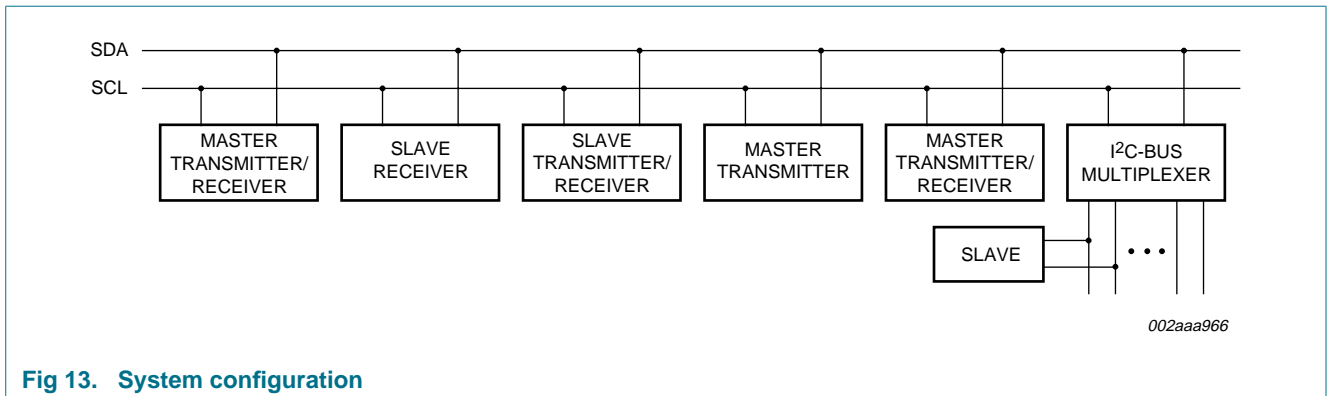 SDA
SCL
MASTER
TRANSMITTER/
RECEIVER
SLAVE
RECEIVER
SLAVE
TRANSMITTER/
RECEIVER
MASTER
TRANSMITTER
MASTER
TRANSMITTER/
RECEIVER
I²C-BUS
MULTIPLEXER
SLAVE
002aaa966
Fig 13. System configuration